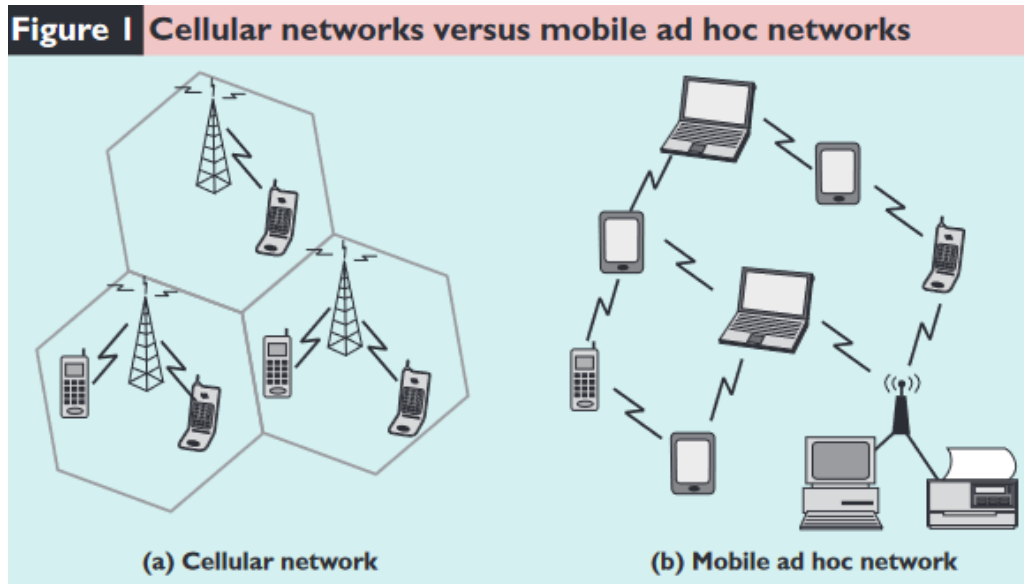 Figure 1 Cellular networks versus mobile ad hoc networks
(a) Cellular network
(b) Mobile ad hoc network